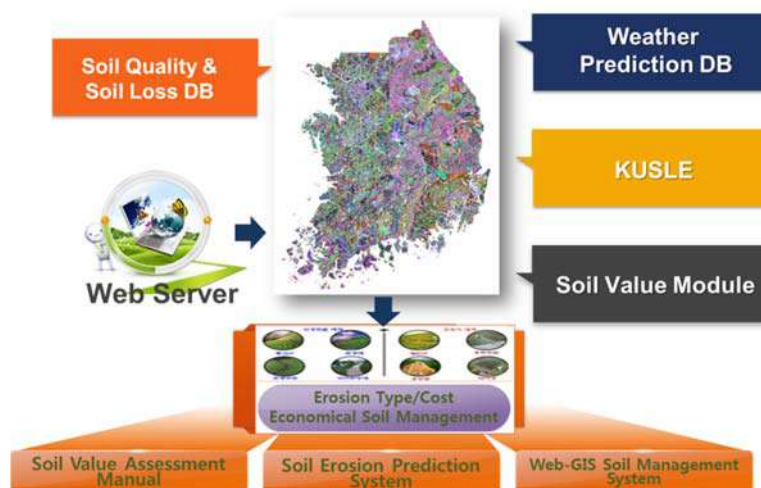 Soil Quality &
Soil Loss DB
Weather
Prediction DB
KUSLE
Soil Value Module
Web Server
Erosion Type/Cost
Economical Soil Management
Soil Value Assessment
Manual
Soil Erosion Prediction
System
Web-GIS Soil Management
System